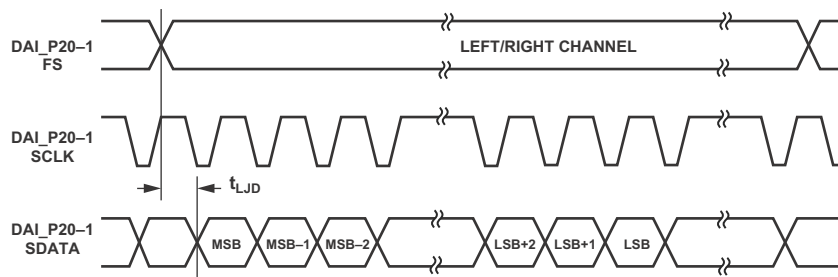 DAI_P20–1
FS
LEFT/RIGHT CHANNEL
DAI_P20–1
SCLK
tLJD
DAI_P20–1
SDATA
MSB
MSB–1
MSB–2
LSB+2
LSB+1
LSB